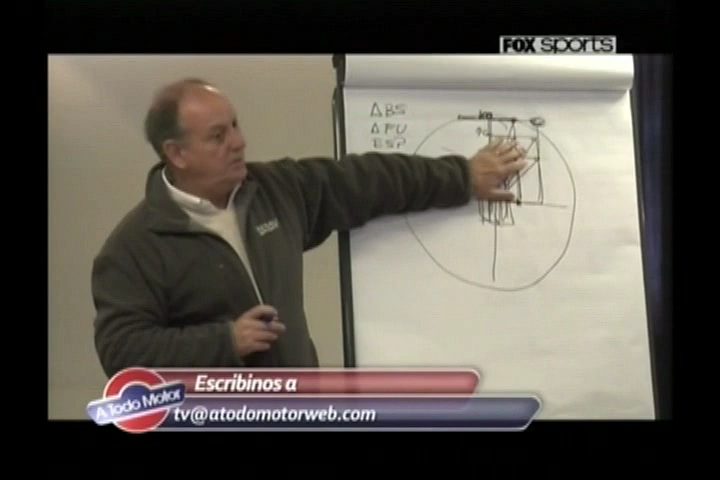 FOX sports
ABS
AFU
ESP
Escribinos a
A Todo Motor
tv@atodomotorweb.com